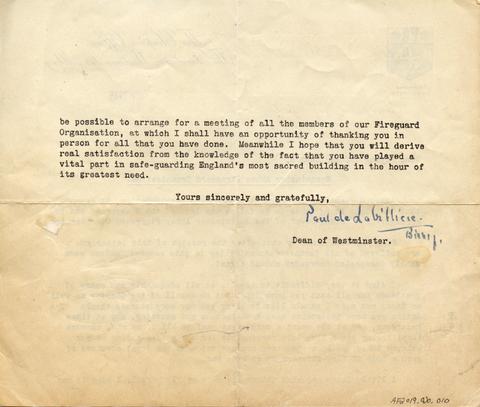 be possible to arrange for a meeting of all the members of our Fireguard
Organisation, at which I shall have an opportunity of thanking you in
person for all that you have done.  Meanwhile I hope that you will derive
real satisfaction from the knowledge of the fact that you have played a
vital part in safe-guarding England's most sacred building in the hour of
its greatest need.
Yours sincerely and gratefully,
Paul de Labilliere.
Dean of Westminster.